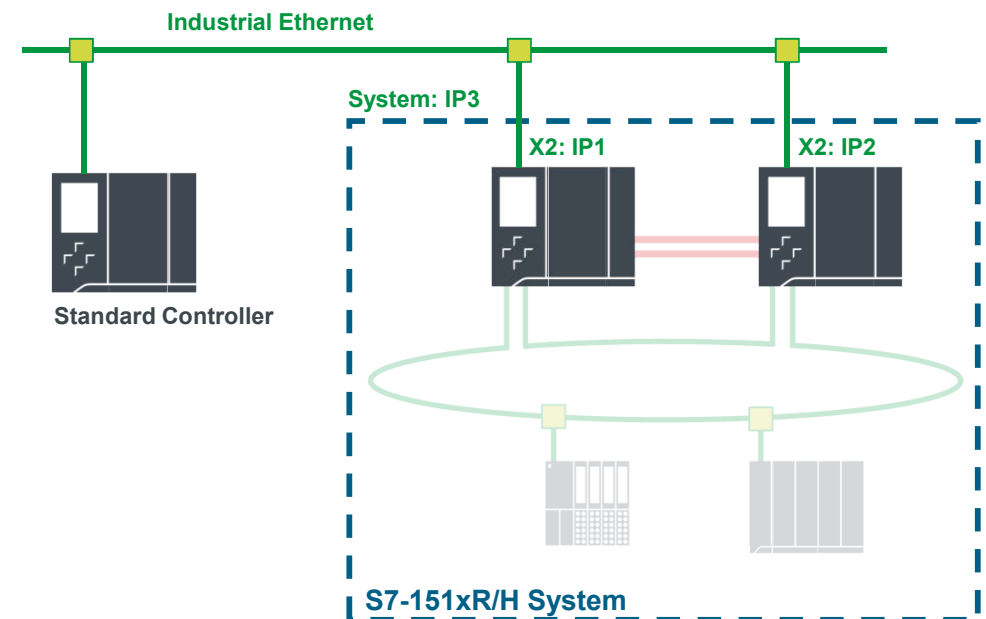 Industrial Ethernet
System: IP3
X2: IP1
X2: IP2
Standard Controller
S7-151xR/H System